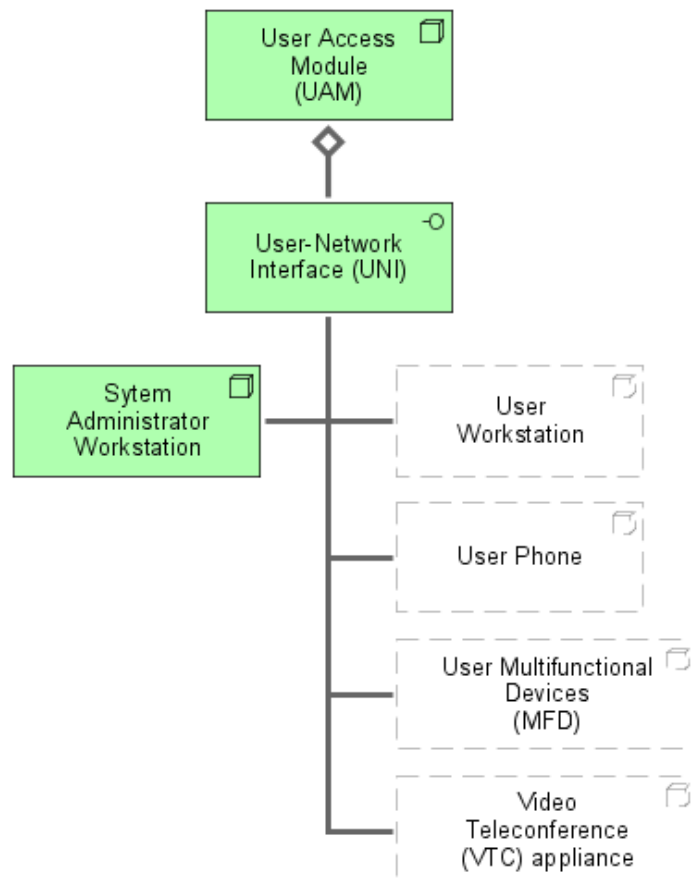 User Access
Module
(UAM)
User-Network
Interface (UNI)
Sytem
Administrator
Workstation
User
Workstation
User Phone
User Multifunctional
Devices
(MFD)
Video
Teleconference
(VTC) appliance